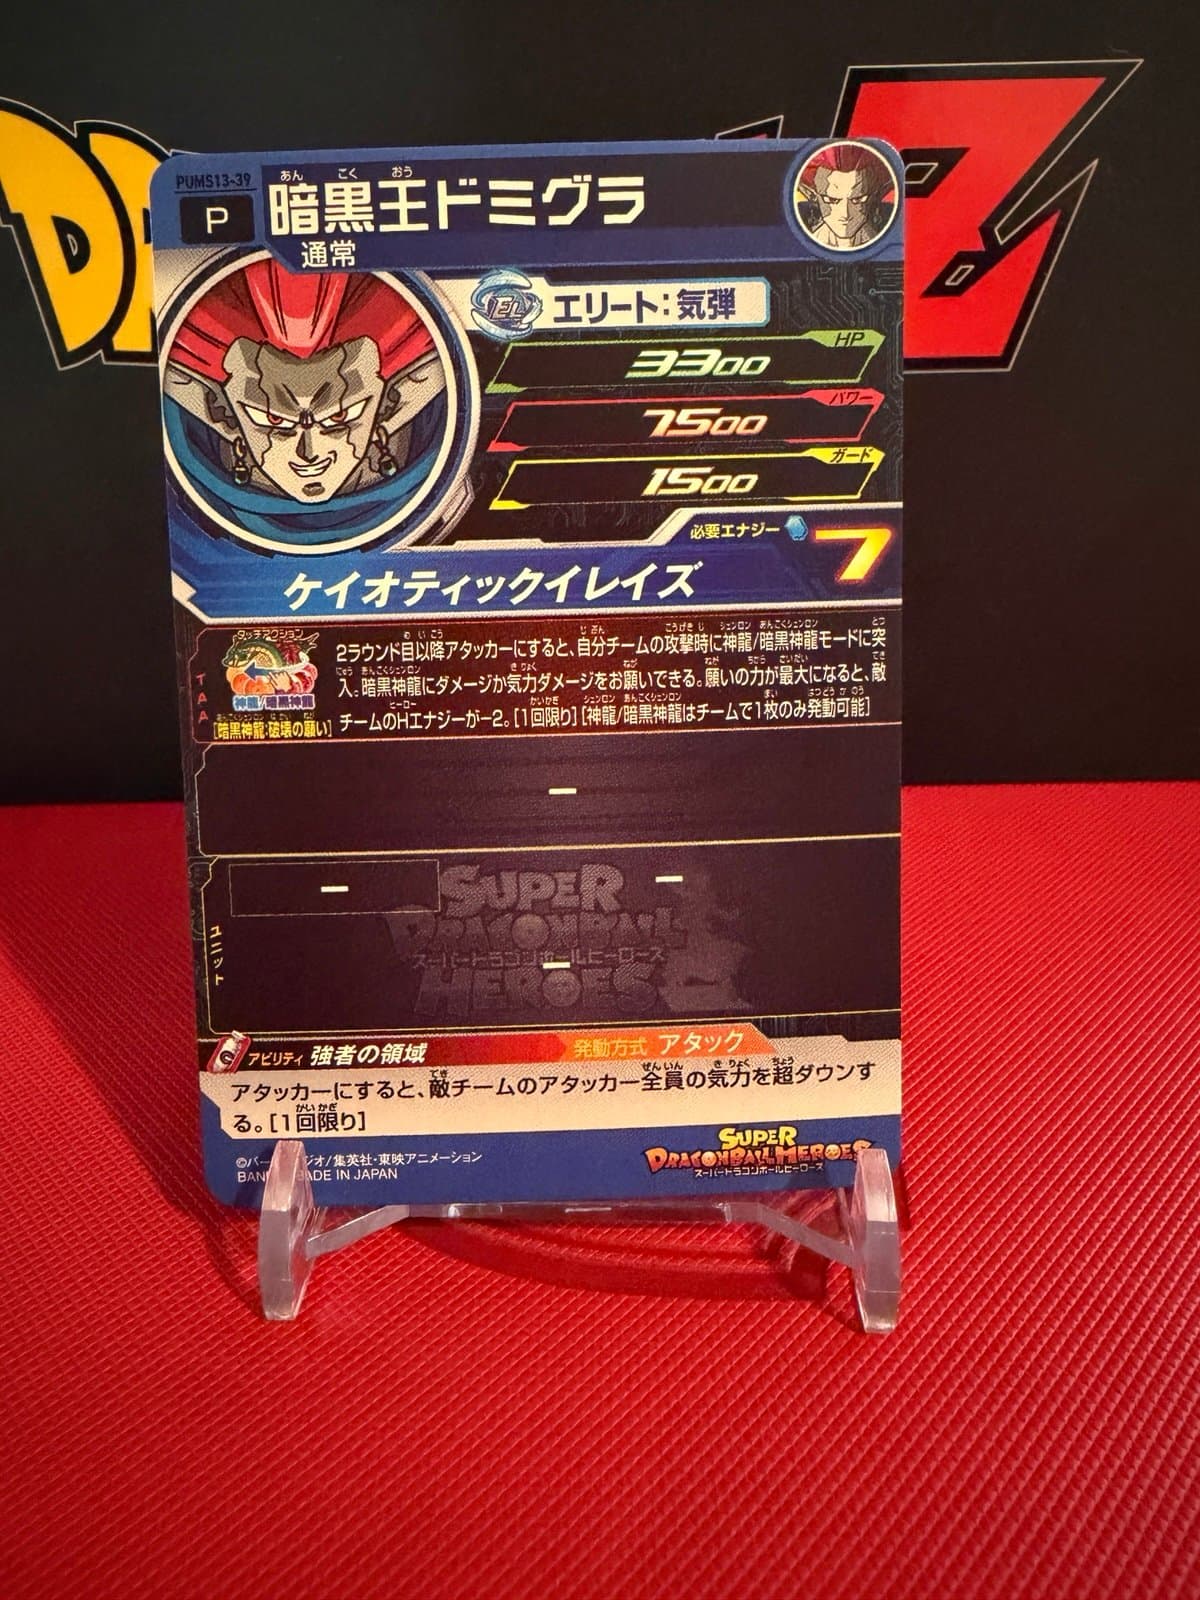 PUMS13-39
P
あん こく おう
暗黒王ドミグラ
通常
EL エリート：気弾
HP
3300
パワー
7500
ガード
1500
必要エナジー
7
ケイオティックイレイズ
TAA
タッチアクション
神龍/暗黒神龍
[暗黒神龍:破壊の願い]
2ラウンド目以降アタッカーにすると、自分チームの攻撃時に神龍/暗黒神龍モードに突
入。暗黒神龍にダメージか気力ダメージをお願いできる。願いの力が最大になると、敵
チームのHエナジーが−2。[1回限り] [神龍/暗黒神龍はチームで1枚のみ発動可能]
ー
ー ー
ユニット
ー
SUPER
DRAGONBALL
スーパードラゴンボールヒーローズ
HEROES
アビリティ 強者の領域 発動方式 アタック
アタッカーにすると、敵チームのアタッカー全員の気力を超ダウンす
る。[1回限り]
©バー ジオ/集英社・東映アニメーション
BAN ADE IN JAPAN
SUPER
DRAGONBALL HEROES
スーパードラゴンボールヒーローズ